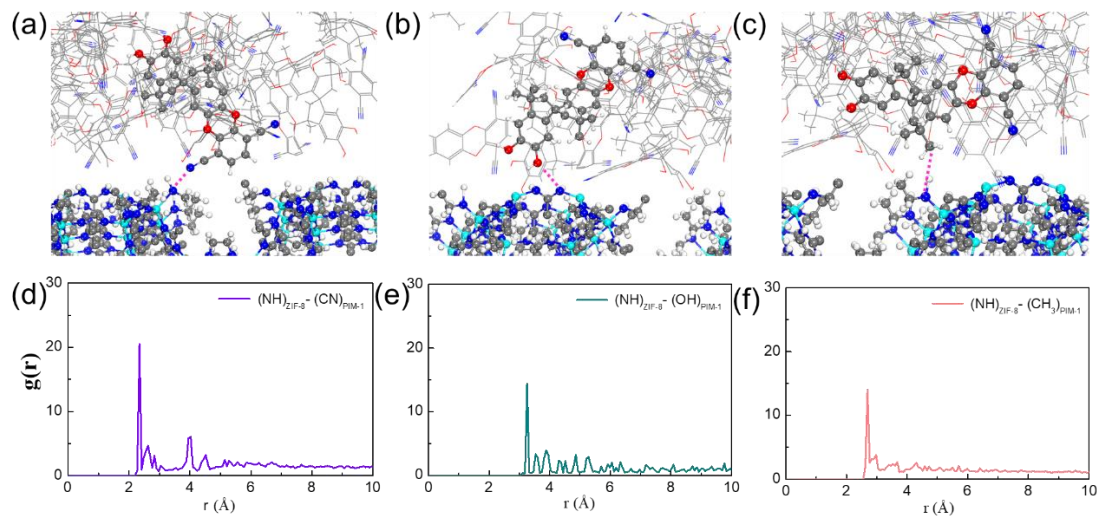 (a)
(b)
(c)
(d)
30
20
10
0
g(r)
(NH)ZIF-8- (CN)PIM-1
0 2 4 6 8 10
r (Å)
(e)
30
20
10
0
(NH)ZIF-8- (OH)PIM-1
0 2 4 6 8 10
r (Å)
(f)
30
20
10
0
(NH)ZIF-8- (CH3)PIM-1
0 2 4 6 8 10
r (Å)